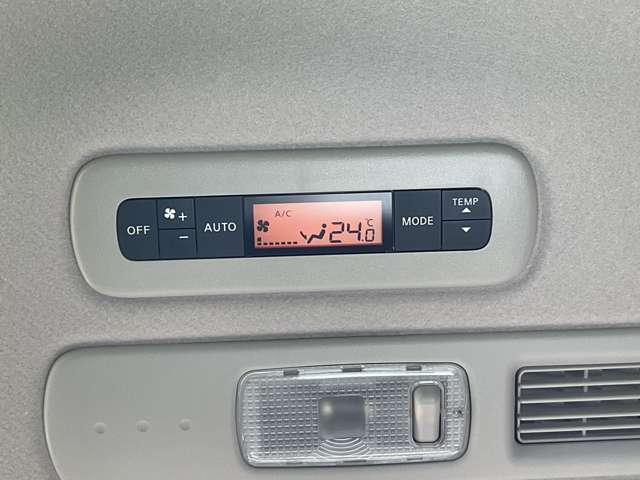 OFF
+
−
AUTO
A/C
24.0
°C
MODE
TEMP